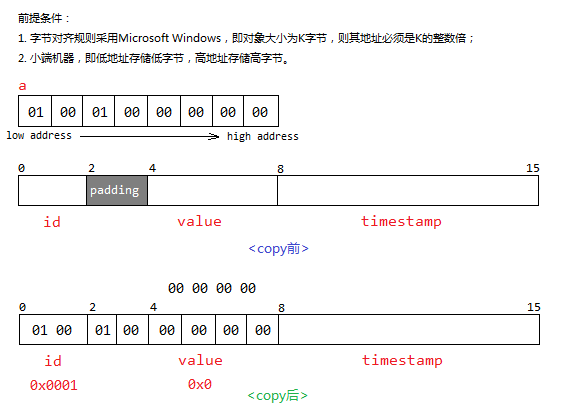 前提条件：
1. 字节对齐规则采用Microsoft Windows，即对象大小为K字节，则其地址必须是K的整数倍；
2. 小端机器，即低地址存储低字节，高地址存储高字节。
a
01 00 01 00 00 00 00 00
low address high address
0 2 4 8 15
padding
id value timestamp
<copy前>
00 00 00 00
0 2 4 8 15
01 00 01 00 00 00 00 00
id value timestamp
0x0001 0x0
<copy后>